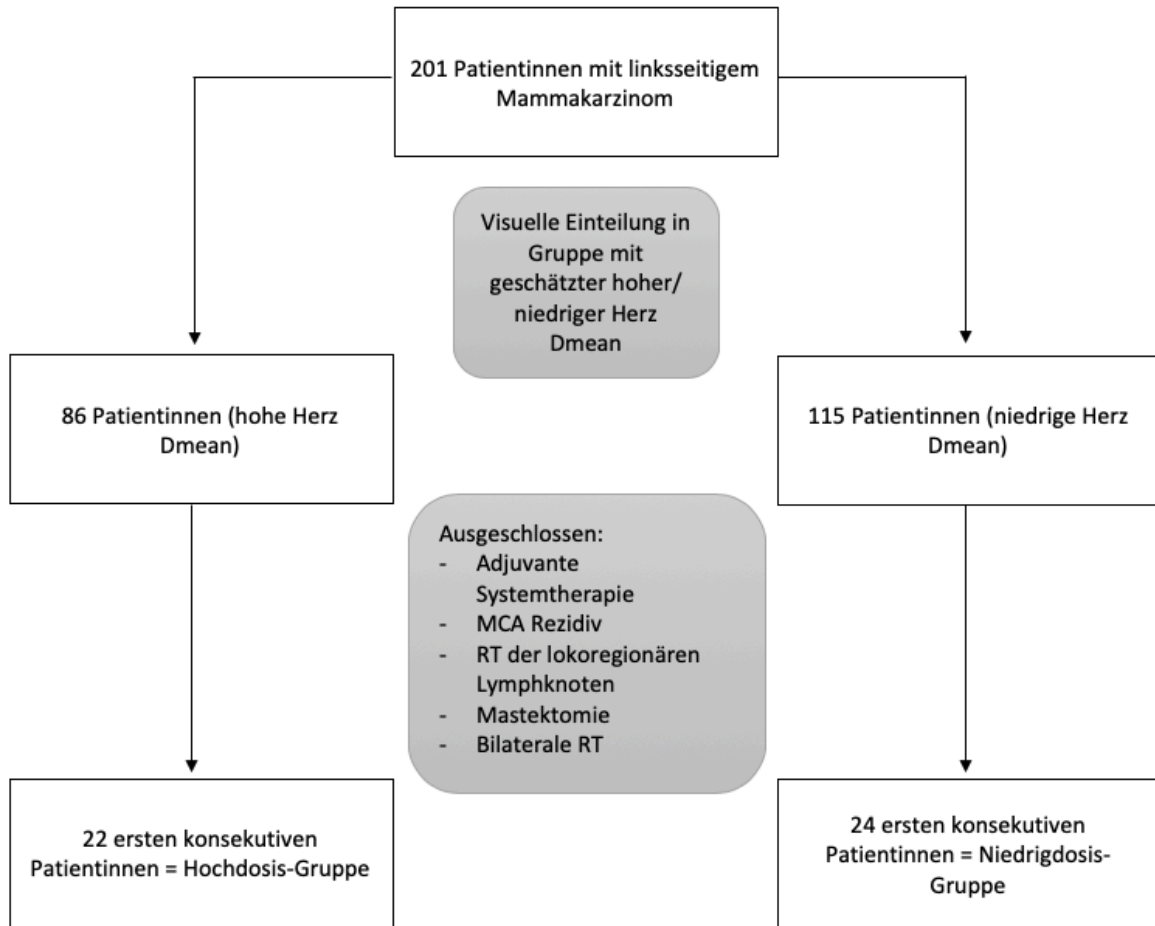 201 Patientinnen mit linksseitigem
Mammakarzinom
Visuelle Einteilung in
Gruppe mit
geschätzter hoher/
niedriger Herz
Dmean
86 Patientinnen (hohe Herz
Dmean)
115 Patientinnen (niedrige Herz
Dmean)
Ausgeschlossen:
- Adjuvante
Systemtherapie
- MCA Rezidiv
- RT der lokoregionären
Lymphknoten
- Mastektomie
- Bilaterale RT
22 ersten konsekutiven
Patientinnen = Hochdosis-Gruppe
24 ersten konsekutiven
Patientinnen = Niedrigdosis-
Gruppe